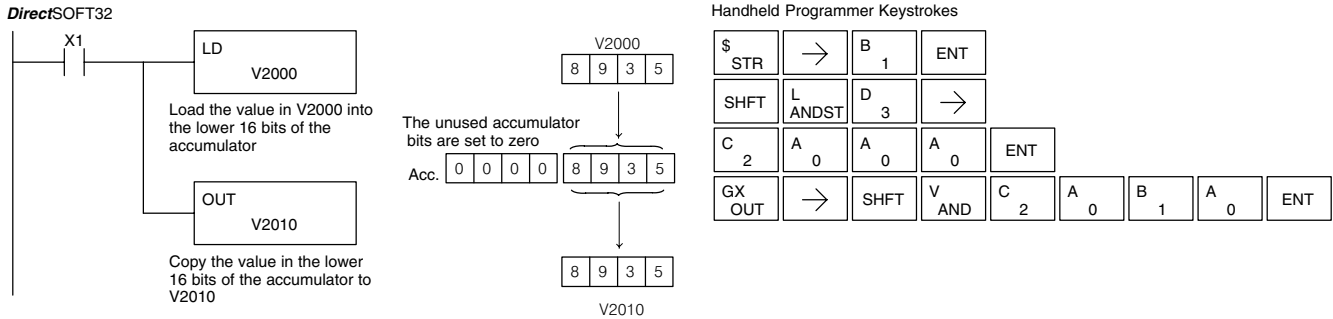 DirectSOFT32
X1
LD
V2000
Load the value in V2000 into
the lower 16 bits of the
accumulator
OUT
V2010
Copy the value in the lower
16 bits of the accumulator to
V2010
V2000
8 9 3 5
The unused accumulator
bits are set to zero
Acc. 0 0 0 0 8 9 3 5
8 9 3 5
V2010
Handheld Programmer Keystrokes
$ STR → B 1 ENT
SHFT L ANDST D 3 →
C 2 A 0 A 0 A 0 ENT
GX OUT → SHFT V AND C 2 A 0 B 1 A 0 ENT